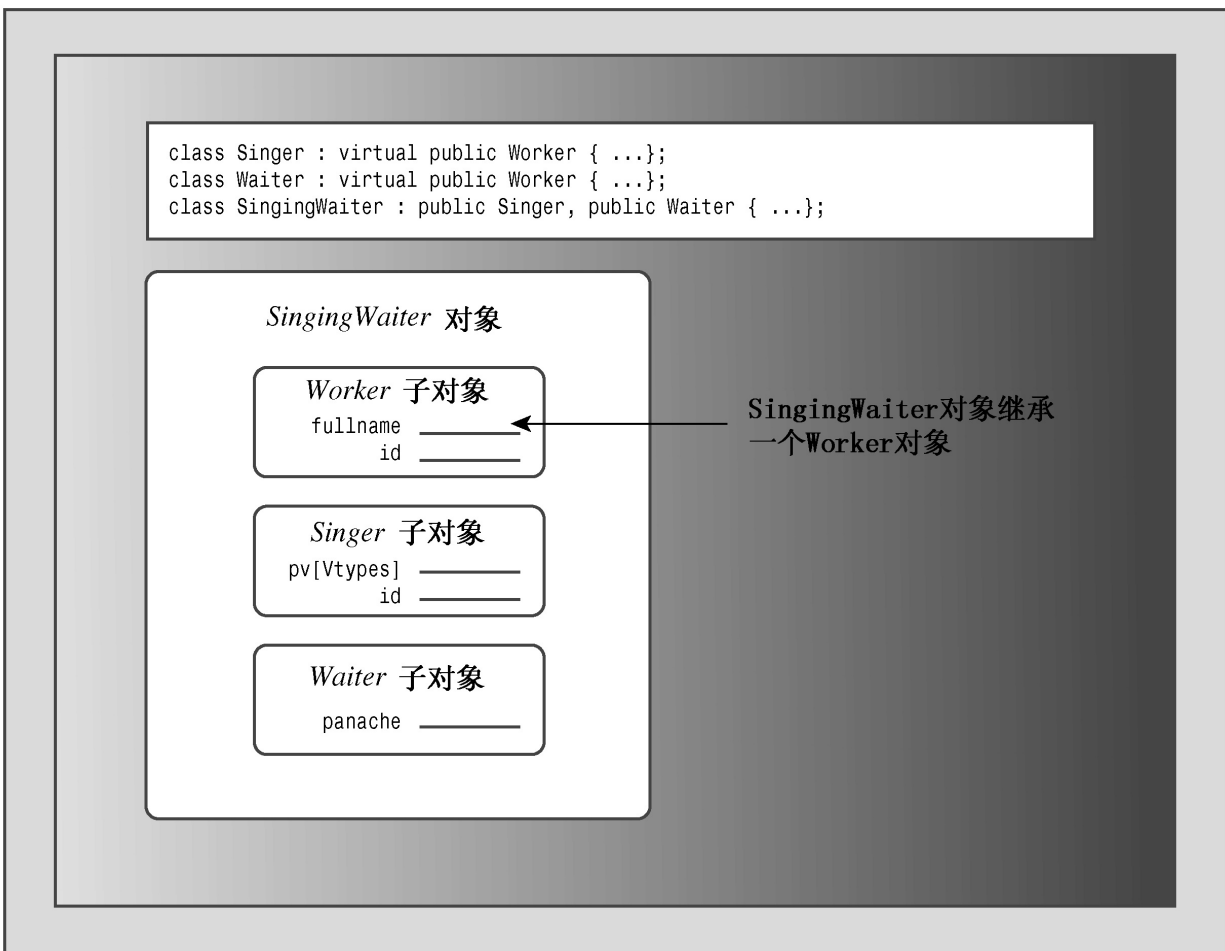 class Singer : virtual public Worker { ...};
class Waiter : virtual public Worker { ...};
class SingingWaiter : public Singer, public Waiter { ...};
SingingWaiter 对象
Worker 子对象
fullname
id
SingingWaiter对象继承
一个Worker对象
Singer 子对象
pv[Vtypes]
id
Waiter 子对象
panache